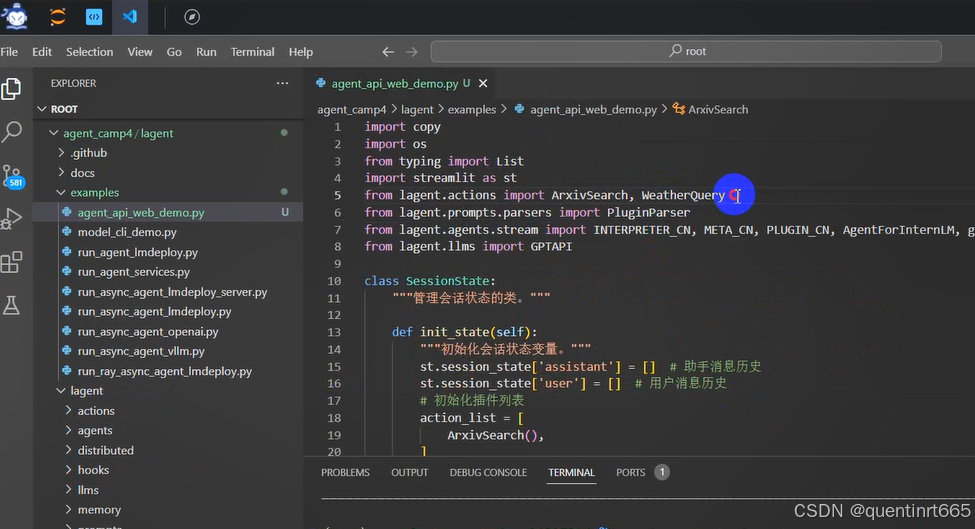 File Edit Selection View Go Run Terminal Help
root
EXPLORER
agent_api_web_demo.py U
ROOT
agent_camp4 > lagent > examples > agent_api_web_demo.py > ArxivSearch
agent_camp4 / lagent
.github
docs
581
examples
agent_api_web_demo.py U
model_cli_demo.py
run_agent_lmdeploy.py
run_agent_services.py
run_async_agent_lmdeploy_server.py
run_async_agent_lmdeploy.py
run_async_agent_openai.py
run_async_agent_vllm.py
run_ray_async_agent_lmdeploy.py
lagent
actions
agents
distributed
hooks
llms
memory
1 import copy
2 import os
3 from typing import List
4 import streamlit as st
5 from lagent.actions import ArxivSearch, WeatherQuery
6 from lagent.prompts.parsers import PluginParser
7 from lagent.agents.stream import INTERPRETER_CN, META_CN, PLUGIN_CN, AgentForInternLM, g
8 from lagent.llms import GPTAPI
9
10 class SessionState:
11 """管理会话状态的类。"""
12
13 def init_state(self):
14 """初始化会话状态变量。"""
15 st.session_state['assistant'] = [] # 助手消息历史
16 st.session_state['user'] = [] # 用户消息历史
17 # 初始化插件列表
18 action_list = [
19 ArxivSearch(),
20 ]
PROBLEMS OUTPUT DEBUG CONSOLE TERMINAL PORTS 1
CSDN @quentinrt665